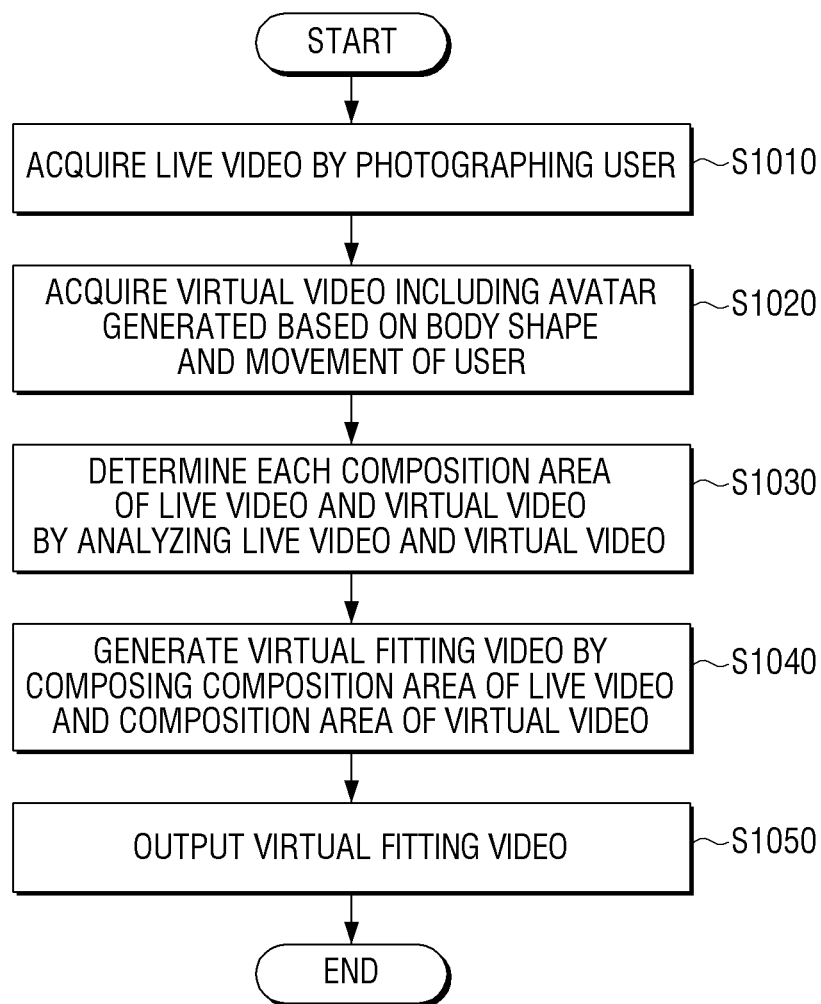 START
ACQUIRE LIVE VIDEO BY PHOTOGRAPHING USER
S1010
ACQUIRE VIRTUAL VIDEO INCLUDING AVATAR
GENERATED BASED ON BODY SHAPE
AND MOVEMENT OF USER
S1020
DETERMINE EACH COMPOSITION AREA
OF LIVE VIDEO AND VIRTUAL VIDEO
BY ANALYZING LIVE VIDEO AND VIRTUAL VIDEO
S1030
GENERATE VIRTUAL FITTING VIDEO BY
COMPOSING COMPOSITION AREA OF LIVE VIDEO
AND COMPOSITION AREA OF VIRTUAL VIDEO
S1040
OUTPUT VIRTUAL FITTING VIDEO
S1050
END